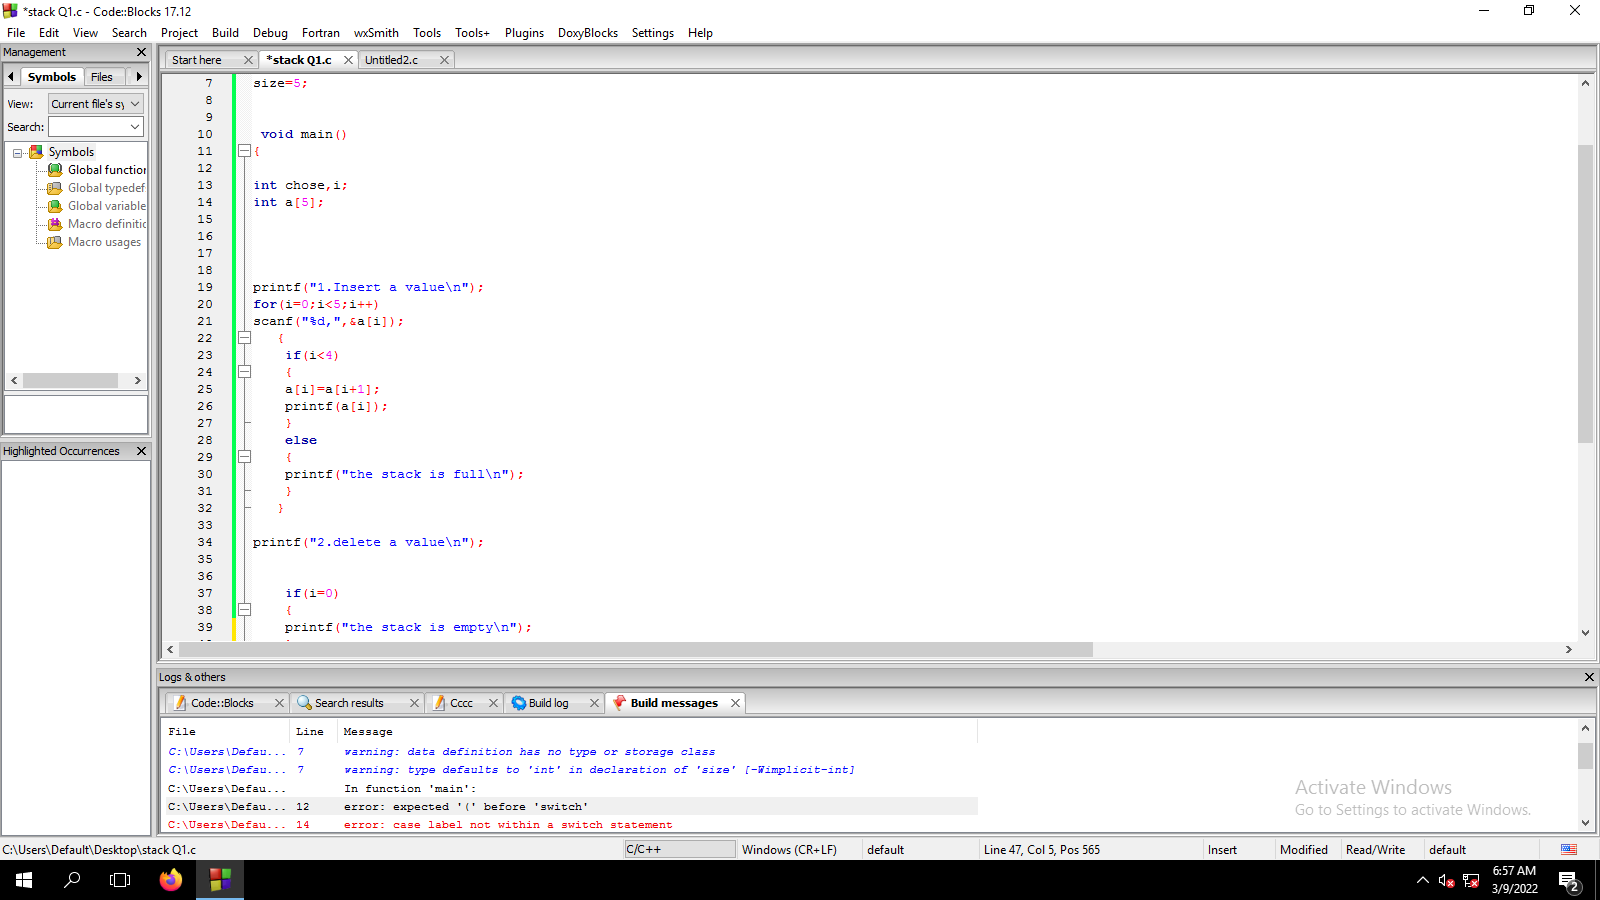 *stack Q1.c - Code::Blocks 17.12
File Edit View Search Project Build Debug Fortran wxSmith Tools Tools+ Plugins DoxyBlocks Settings Help
Management
Symbols Files
View: Current file's sy
Search:
Symbols
Global function
Global typedef
Global variable
Macro definitic
Macro usages
Highlighted Occurrences
Start here *stack Q1.c Untitled2.c
7 size=5;
8
9
10 void main()
11 {
12
13 int chose,i;
14 int a[5];
15
16
17
18
19 printf("1.Insert a value\n");
20 for(i=0;i<5;i++)
21 scanf("%d,",&a[i]);
22 {
23 if(i<4)
24 {
25 a[i]=a[i+1];
26 printf(a[i]);
27 }
28 else
29 {
30 printf("the stack is full\n");
31 }
32 }
33
34 printf("2.delete a value\n");
35
36
37 if(i=0)
38 {
39 printf("the stack is empty\n");
Logs & others
Code::Blocks Search results Cccc Build log Build messages
File Line Message
C:\Users\Defau... 7 warning: data definition has no type or storage class
C:\Users\Defau... 7 warning: type defaults to 'int' in declaration of 'size' [-Wimplicit-int]
C:\Users\Defau... In function 'main':
C:\Users\Defau... 12 error: expected '(' before 'switch'
C:\Users\Defau... 14 error: case label not within a switch statement
Activate Windows
Go to Settings to activate Windows.
C:\Users\Default\Desktop\stack Q1.c C/C++ Windows (CR+LF) default Line 47, Col 5, Pos 565 Insert Modified Read/Write default
6:57 AM
3/9/2022
2